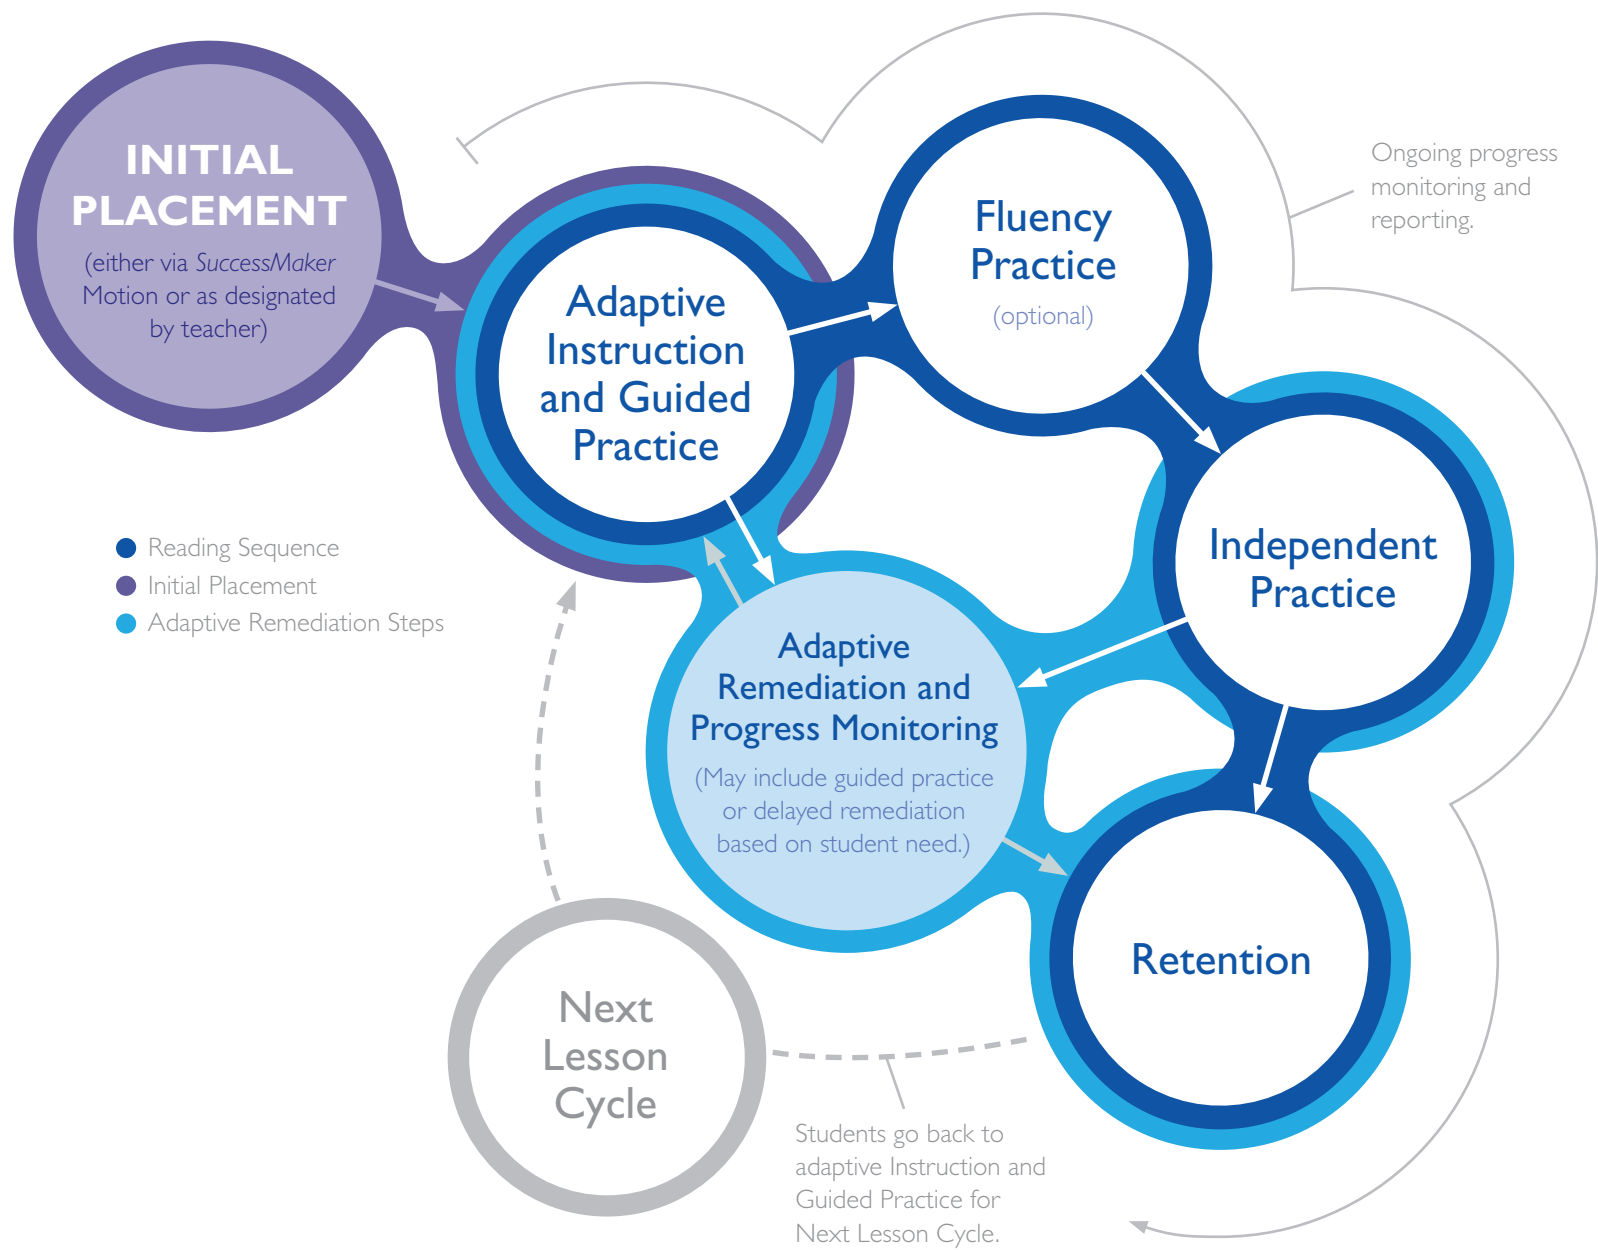 INITIAL
PLACEMENT
(either via SuccessMaker
Motion or as designated
by teacher)
Adaptive
Instruction
and Guided
Practice
Fluency
Practice
(optional)
Ongoing progress
monitoring and
reporting.
Reading Sequence
Initial Placement
Adaptive Remediation Steps
Independent
Practice
Adaptive
Remediation and
Progress Monitoring
(May include guided practice
or delayed remediation
based on student need.)
Retention
Next
Lesson
Cycle
Students go back to
adaptive Instruction and
Guided Practice for
Next Lesson Cycle.